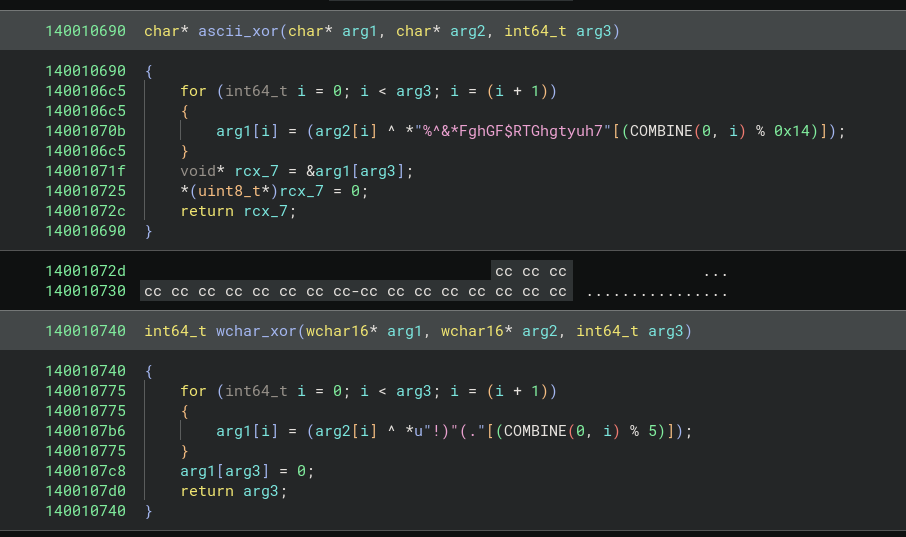 140010690 char* ascii_xor(char* arg1, char* arg2, int64_t arg3)
140010690 {
1400106c5 for (int64_t i = 0; i < arg3; i = (i + 1))
1400106c5 {
14001070b arg1[i] = (arg2[i] ^ *"%^&*FghGF$RTGhgtyuh7"[(COMBINE(0, i) % 0x14)]);
1400106c5 }
14001071f void* rcx_7 = &arg1[arg3];
140010725 *(uint8_t*)rcx_7 = 0;
14001072c return rcx_7;
140010690 }
14001072d cc cc cc ...
140010730 cc cc cc cc cc cc cc cc-cc cc cc cc cc cc cc cc ................
140010740 int64_t wchar_xor(wchar16* arg1, wchar16* arg2, int64_t arg3)
140010740 {
140010775 for (int64_t i = 0; i < arg3; i = (i + 1))
140010775 {
1400107b6 arg1[i] = (arg2[i] ^ *u"!)"(."[(COMBINE(0, i) % 5)]);
140010775 }
1400107c8 arg1[arg3] = 0;
1400107d0 return arg3;
140010740 }